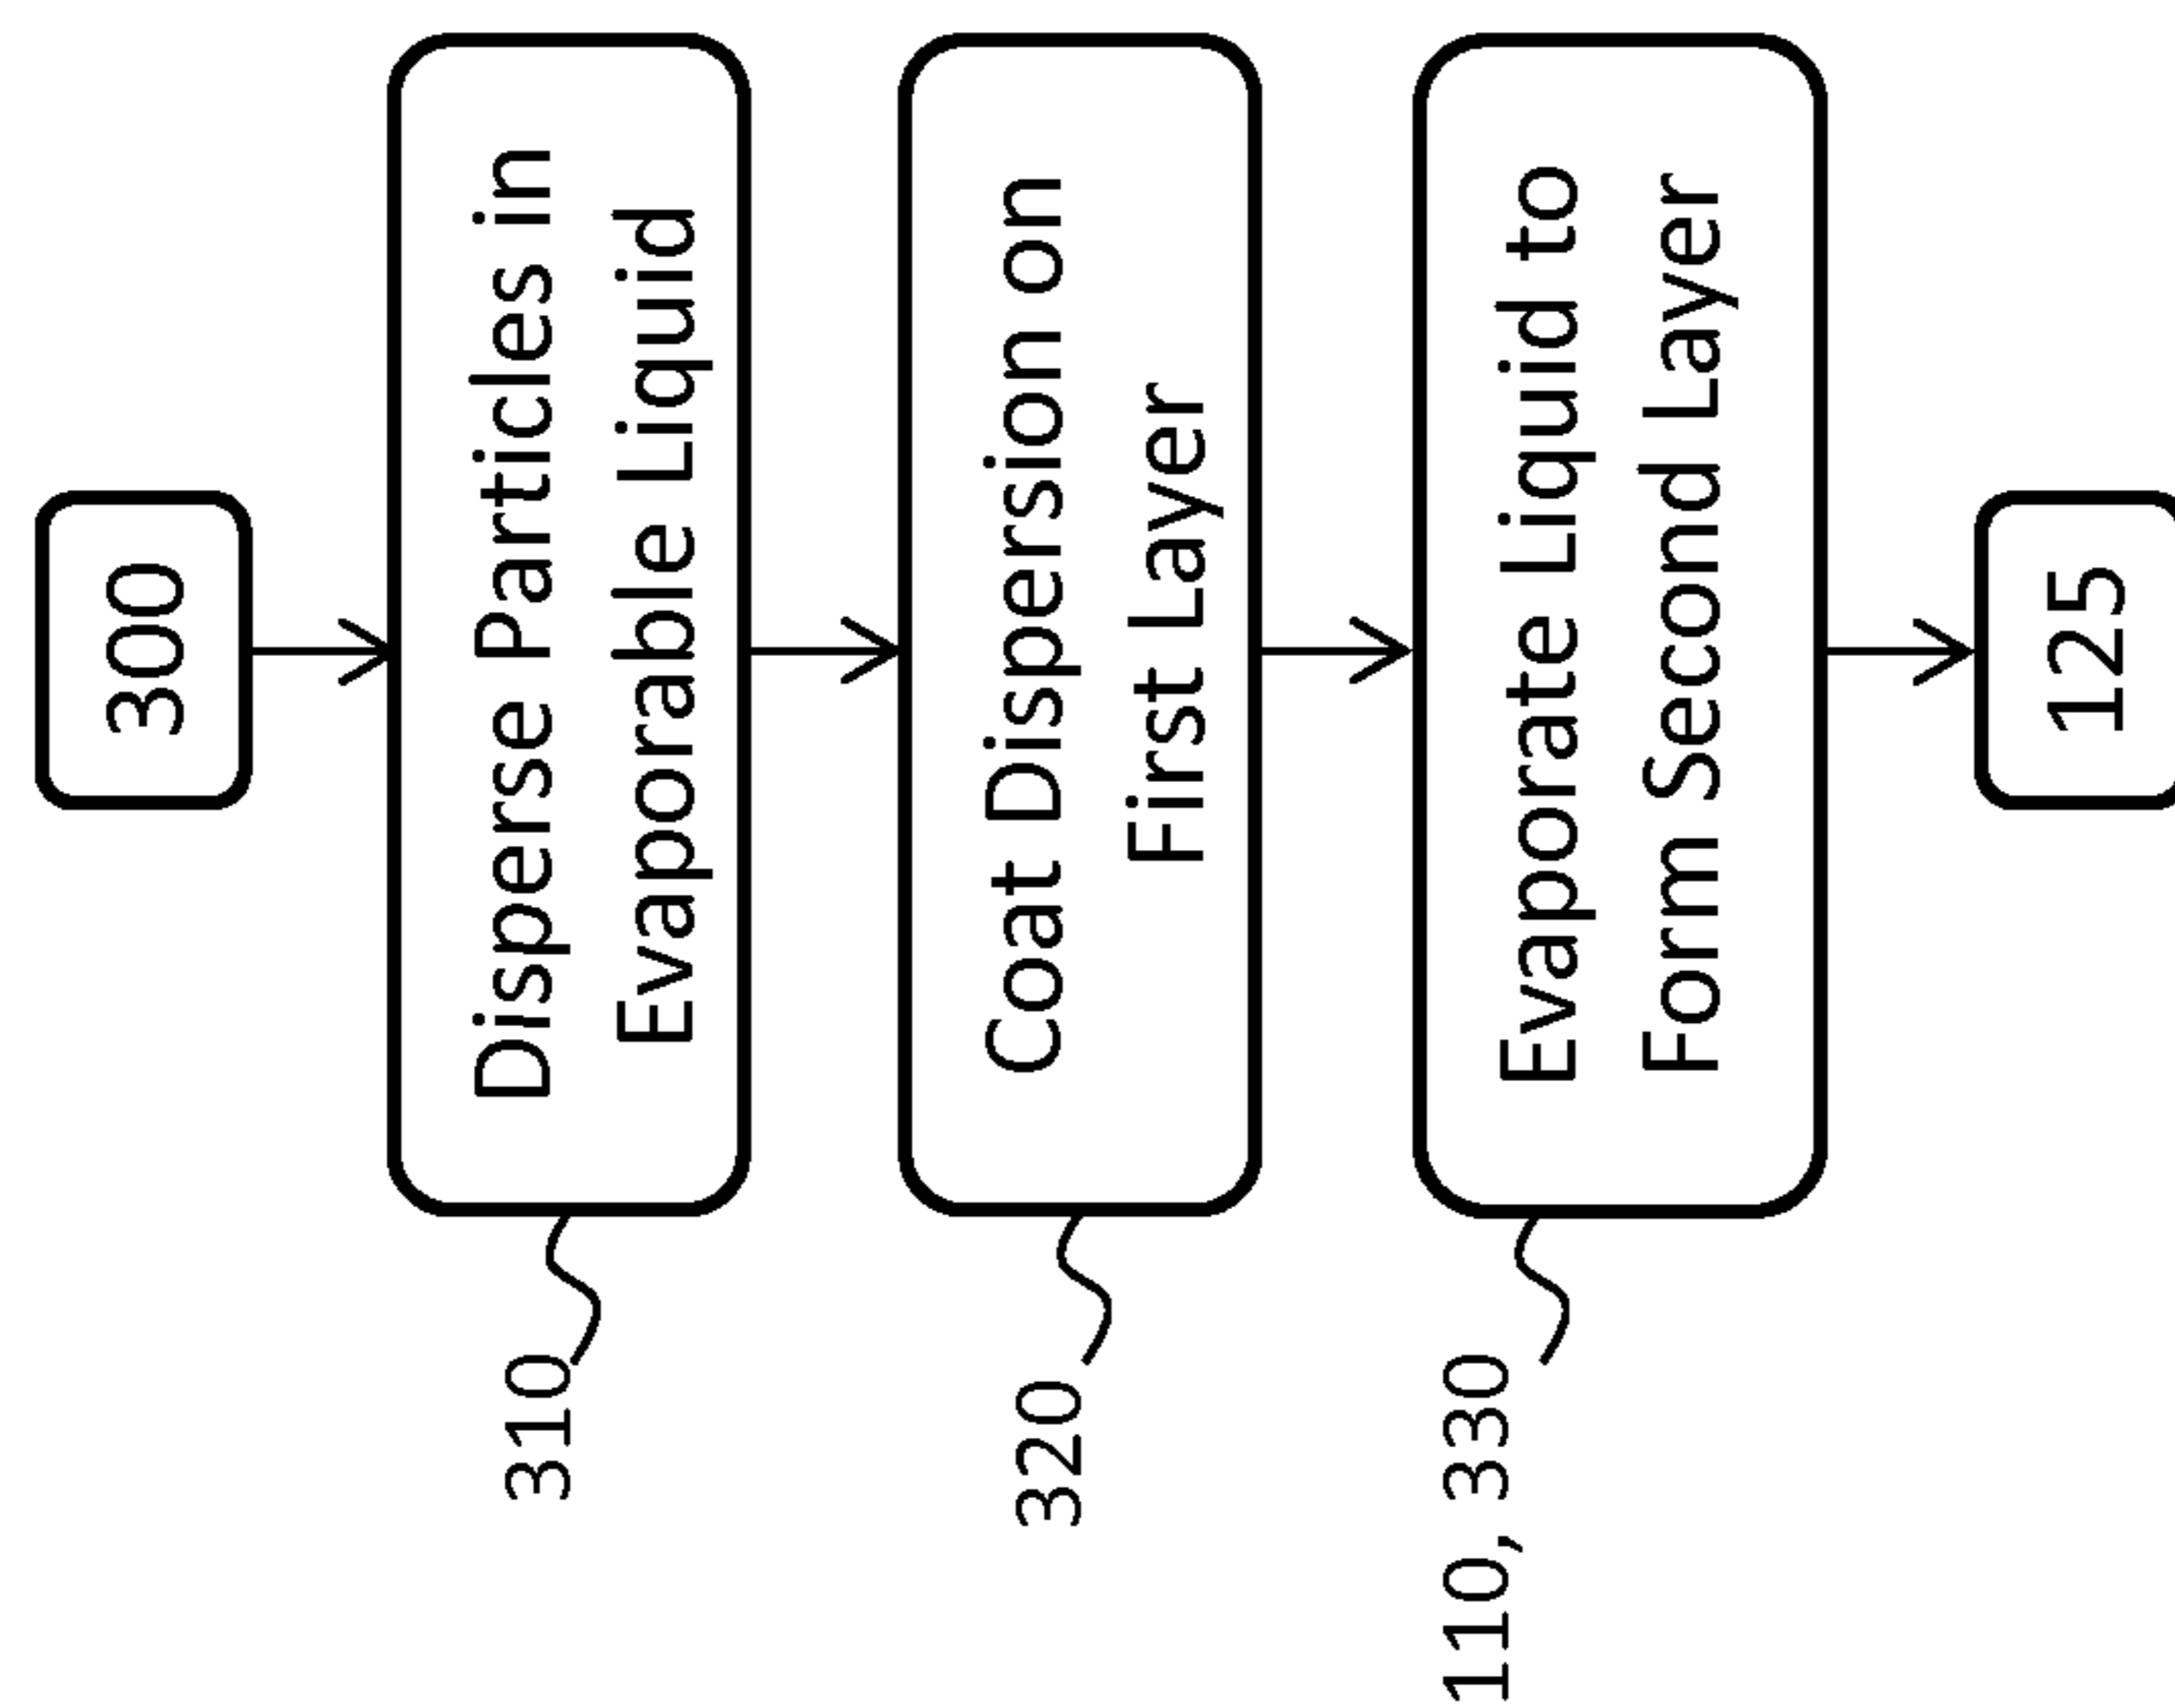 300
310
Disperse Particles in
Evaporable Liquid
320
Coat Dispersion on
First Layer
110, 330
Evaporate Liquid to
Form Second Layer
125